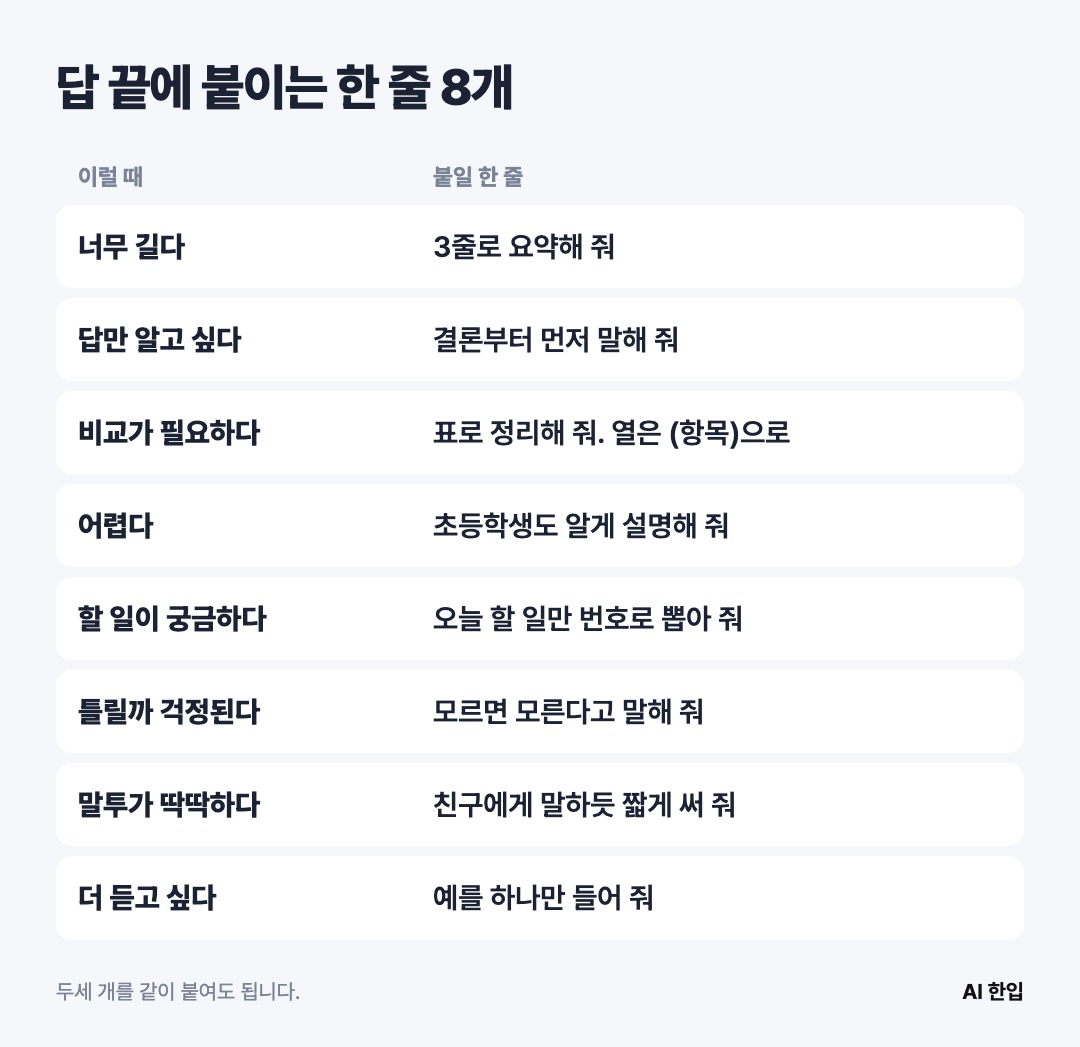 답 끝에 붙이는 한 줄 8개
이럴 때 붙일 한 줄
너무 길다 3줄로 요약해 줘
답만 알고 싶다 결론부터 먼저 말해 줘
비교가 필요하다 표로 정리해 줘. 열은 (항목)으로
어렵다 초등학생도 알게 설명해 줘
할 일이 궁금하다 오늘 할 일만 번호로 뽑아 줘
틀릴까 걱정된다 모르면 모른다고 말해 줘
말투가 딱딱하다 친구에게 말하듯 짧게 써 줘
더 듣고 싶다 예를 하나만 들어 줘
두세 개를 같이 붙여도 됩니다. AI 한입